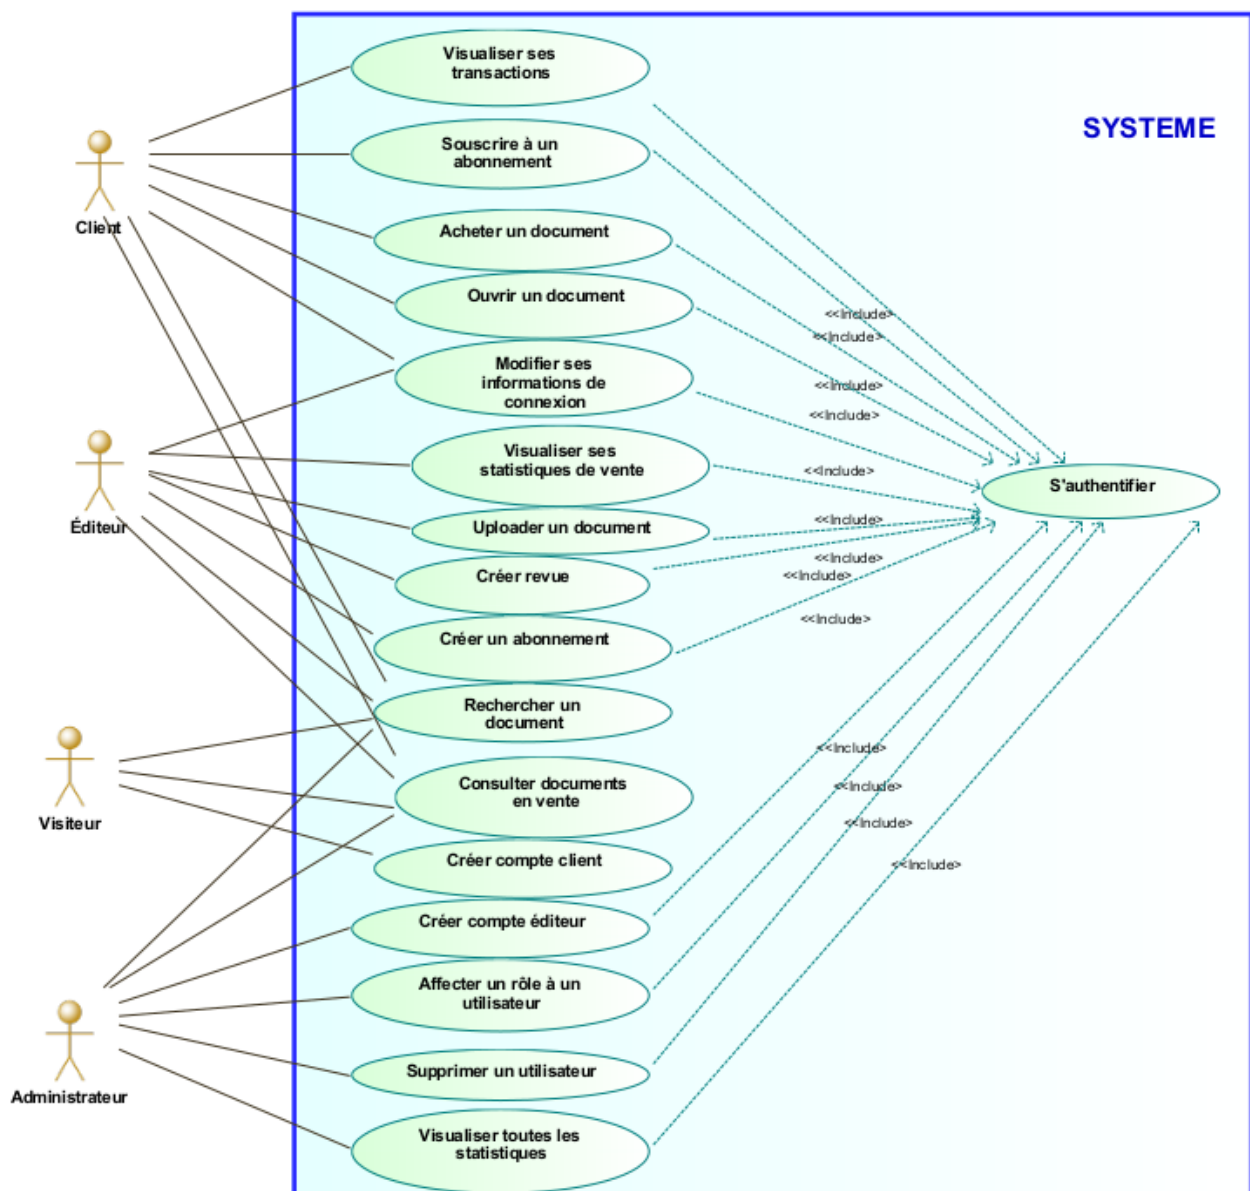 SYSTEME
Visualiser ses
transactions
Souscrire à un
abonnement
Acheter un document
Ouvrir un document
Modifier ses
informations de
connexion
Visualiser ses
statistiques de vente
Uploader un document
Créer revue
Créer un abonnement
Rechercher un
document
Consulter documents
en vente
Créer compte client
Créer compte éditeur
Affecter un rôle à un
utilisateur
Supprimer un utilisateur
Visualiser toutes les
statistiques
Client
Éditeur
Visiteur
Administrateur
S'authentifier
<<Include>
<<Include>
<<Include>
<<Include>
<<Include>
<<Include>
<<Include>
<<Include>
<<Include>
<<Include>
<<Include>
<<Include>
<<Include>